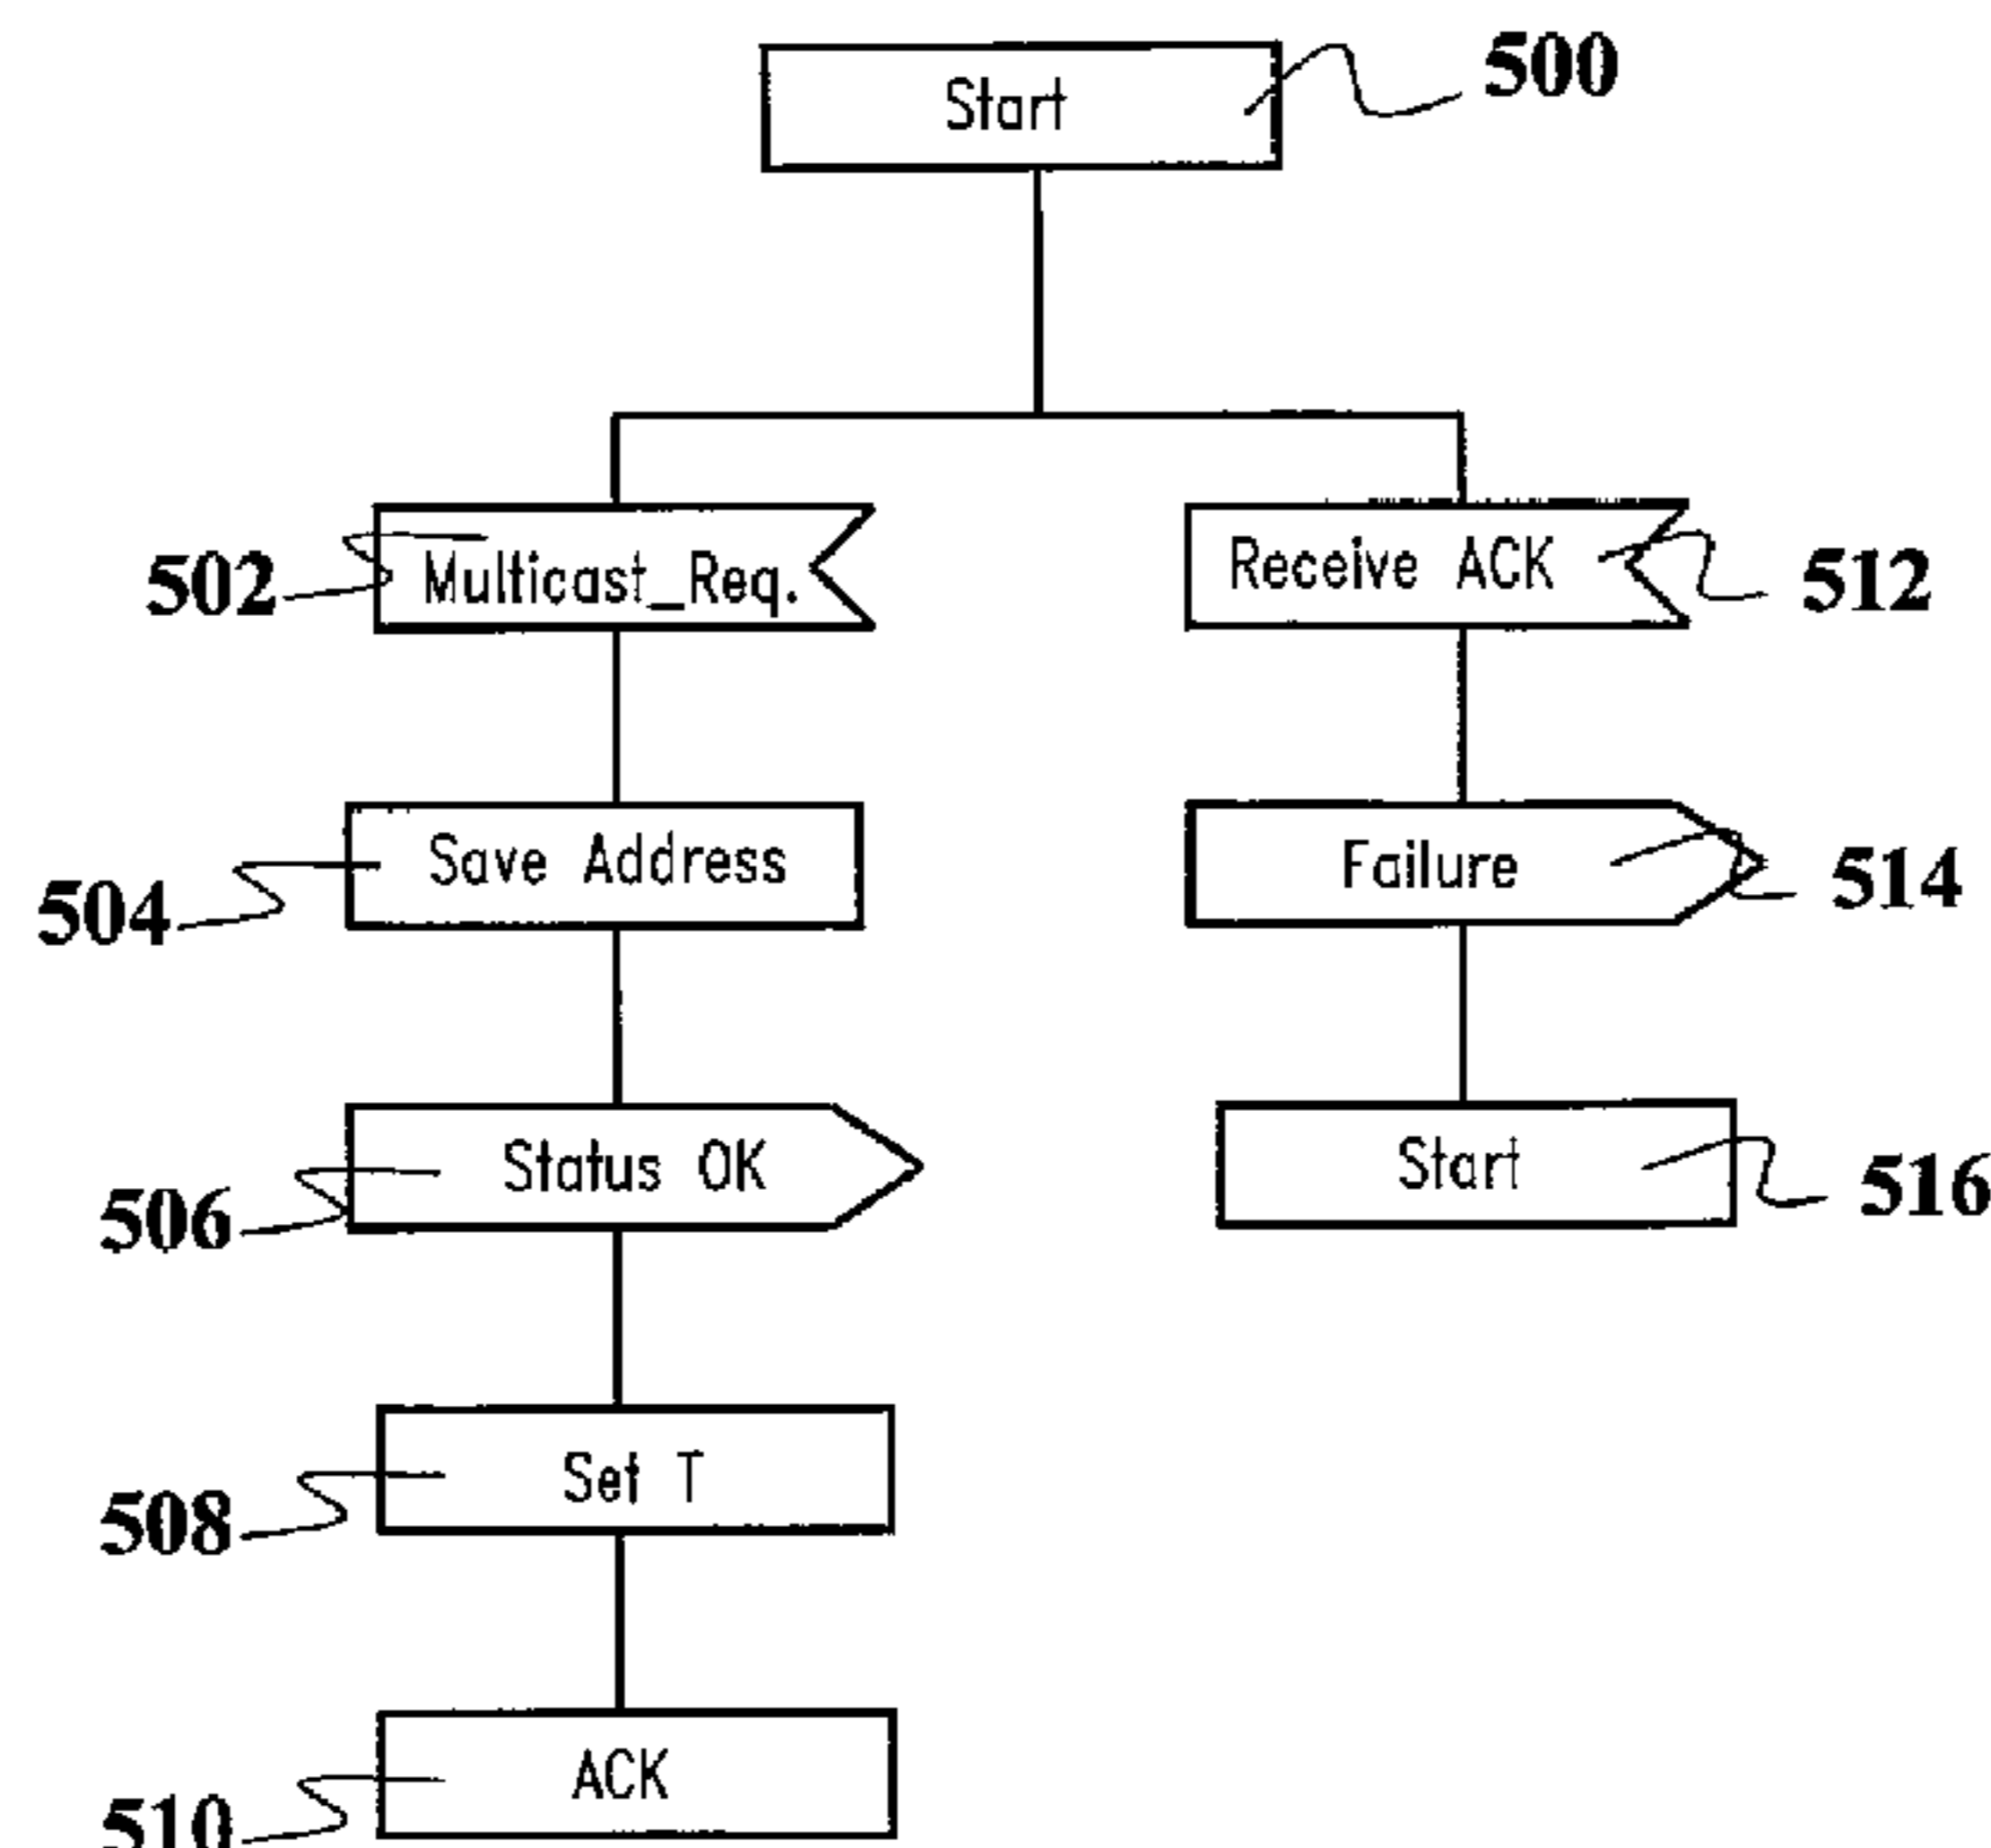 Start
500
502
Multicast_Req.
Receive ACK
512
504
Save Address
Failure
514
506
Status OK
Start
516
508
Set T
510
ACK